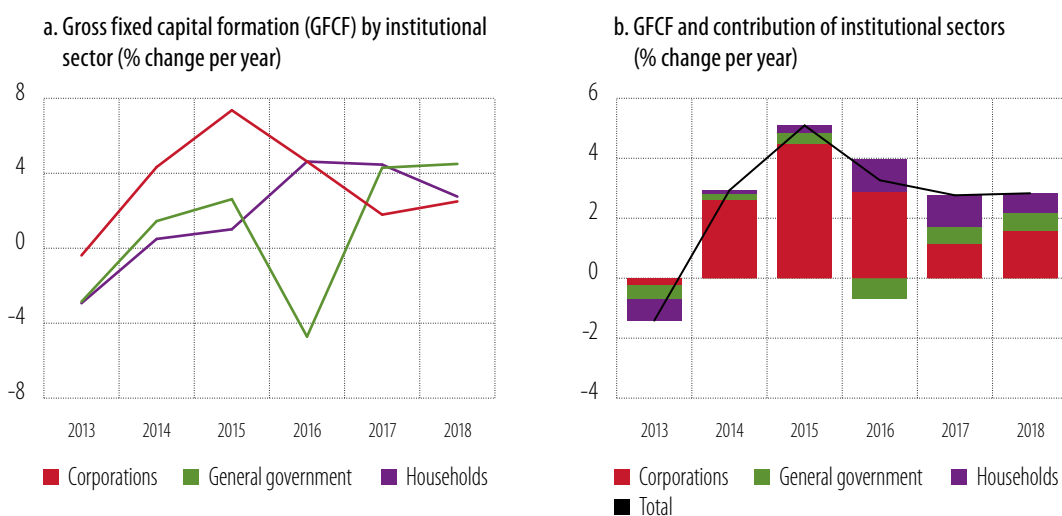 a. Gross fixed capital formation (GFCF) by institutional
sector (% change per year)
8
4
0
–4
–8
2013 2014 2015 2016 2017 2018
Corporations General government Households
b. GFCF and contribution of institutional sectors
(% change per year)
6
4
2
0
–2
–4
2013 2014 2015 2016 2017 2018
Corporations General government Households
Total